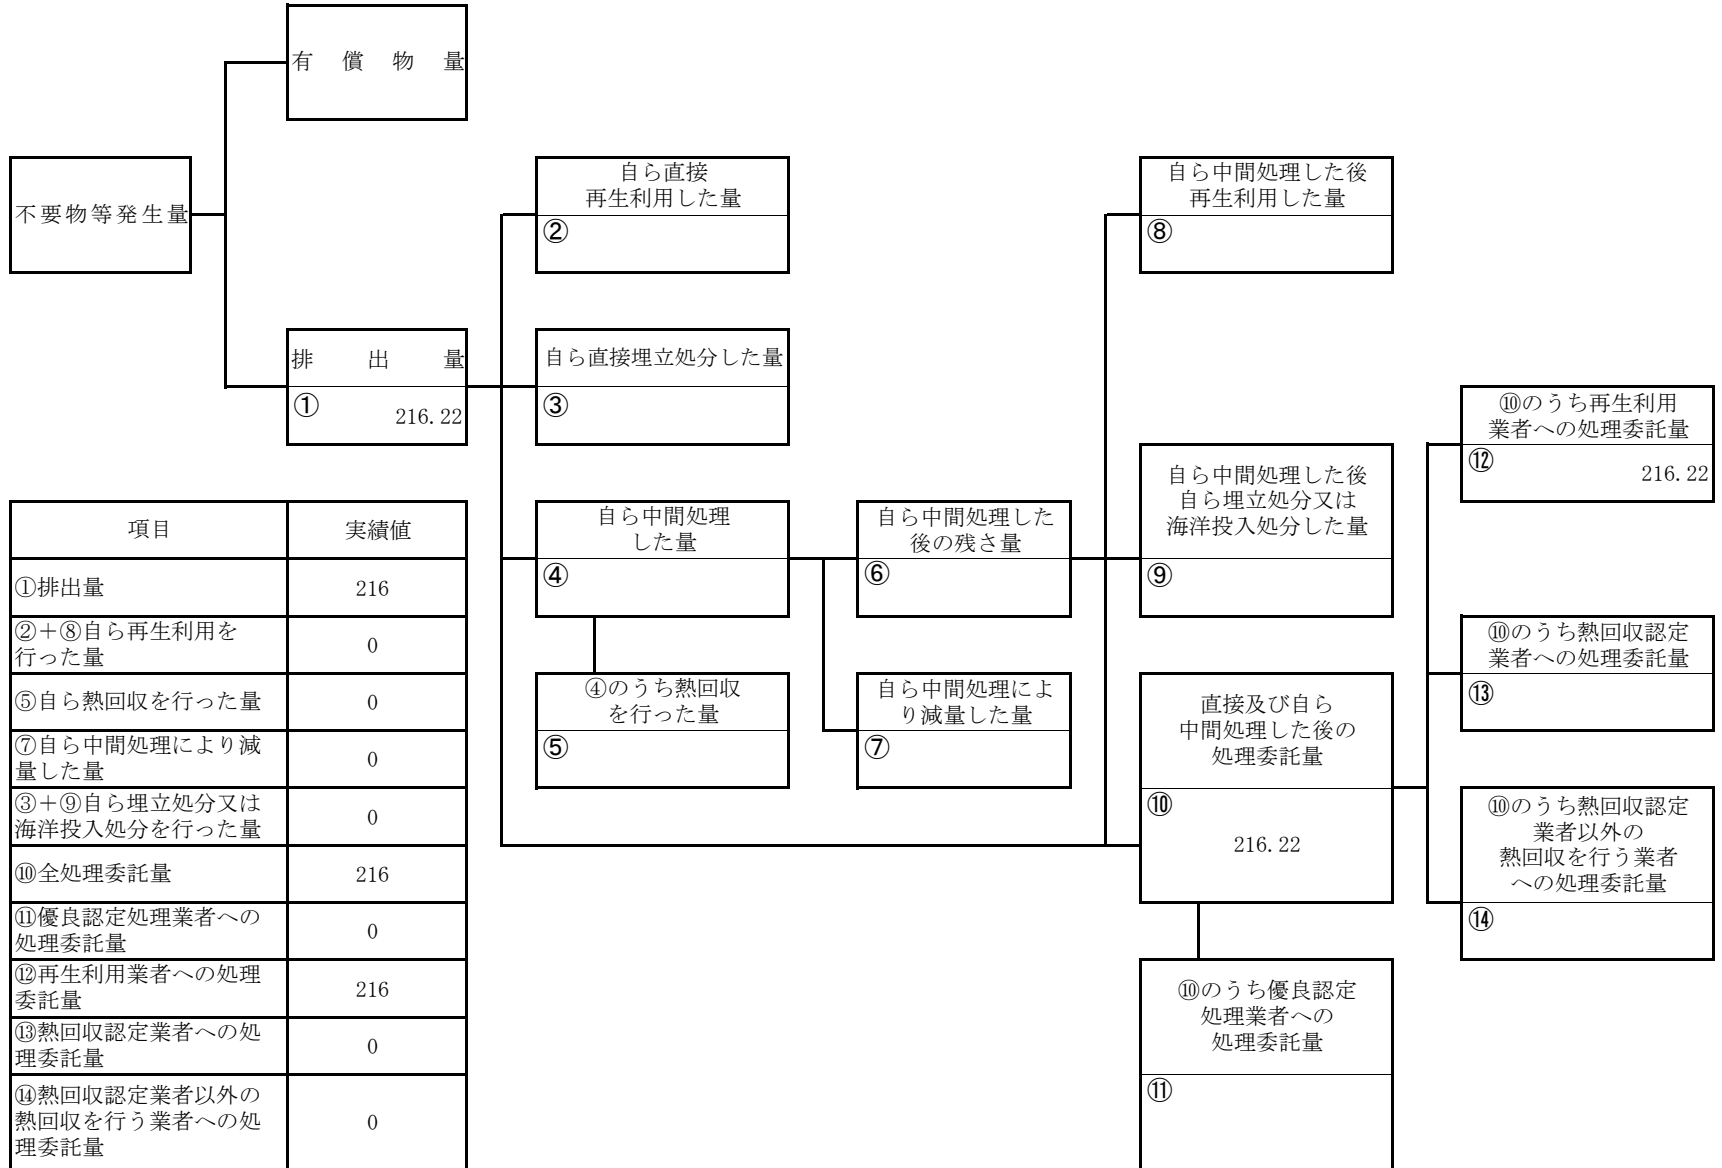 有償物量
不要物等発生量
自ら直接
再生利用した量
②
自ら中間処理した後
再生利用した量
⑧
排出量
① 216.22
自ら直接埋立処分した量
③
⑩のうち再生利用
業者への処理委託量
⑫ 216.22
自ら中間処理
した量
④
自ら中間処理した
後の残さ量
⑥
自ら中間処理した後
自ら埋立処分又は
海洋投入処分した量
⑨
⑩のうち熱回収認定
業者への処理委託量
⑬
④のうち熱回収
を行った量
⑤
自ら中間処理によ
り減量した量
⑦
直接及び自ら
中間処理した後の
処理委託量
⑩
216.22
⑩のうち熱回収認定
業者以外の
熱回収を行う業者
への処理委託量
⑭
⑩のうち優良認定
処理業者への
処理委託量
⑪
項目 実績値
①排出量 216
②+⑧自ら再生利用を
行った量 0
⑤自ら熱回収を行った量 0
⑦自ら中間処理により減
量した量 0
③+⑨自ら埋立処分又は
海洋投入処分を行った量 0
⑩全処理委託量 216
⑪優良認定処理業者への
処理委託量 0
⑫再生利用業者への処理
委託量 216
⑬熱回収認定業者への処
理委託量 0
⑭熱回収認定業者以外の
熱回収を行う業者への処
理委託量 0